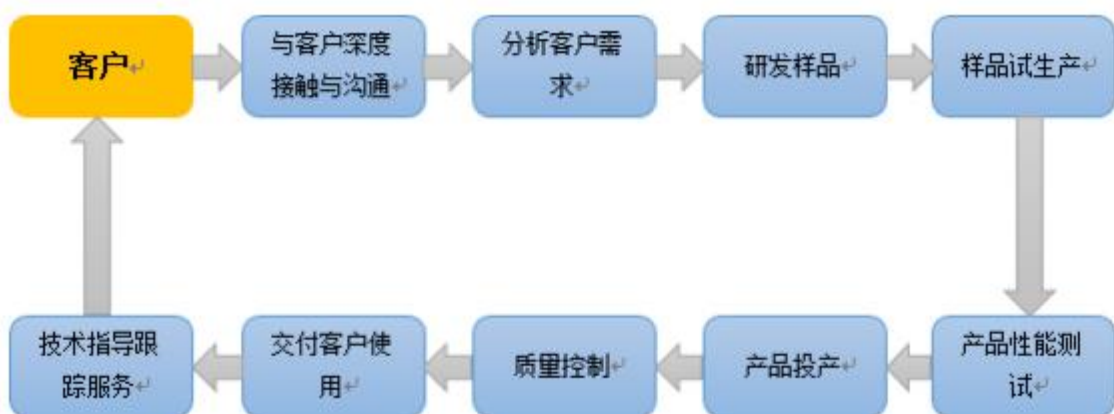 客户
与客户深度
接触与沟通
分析客户需
求
研发样品
样品试生产
技术指导跟
踪服务
交付客户使
用
质量控制
产品投产
产品性能测
试